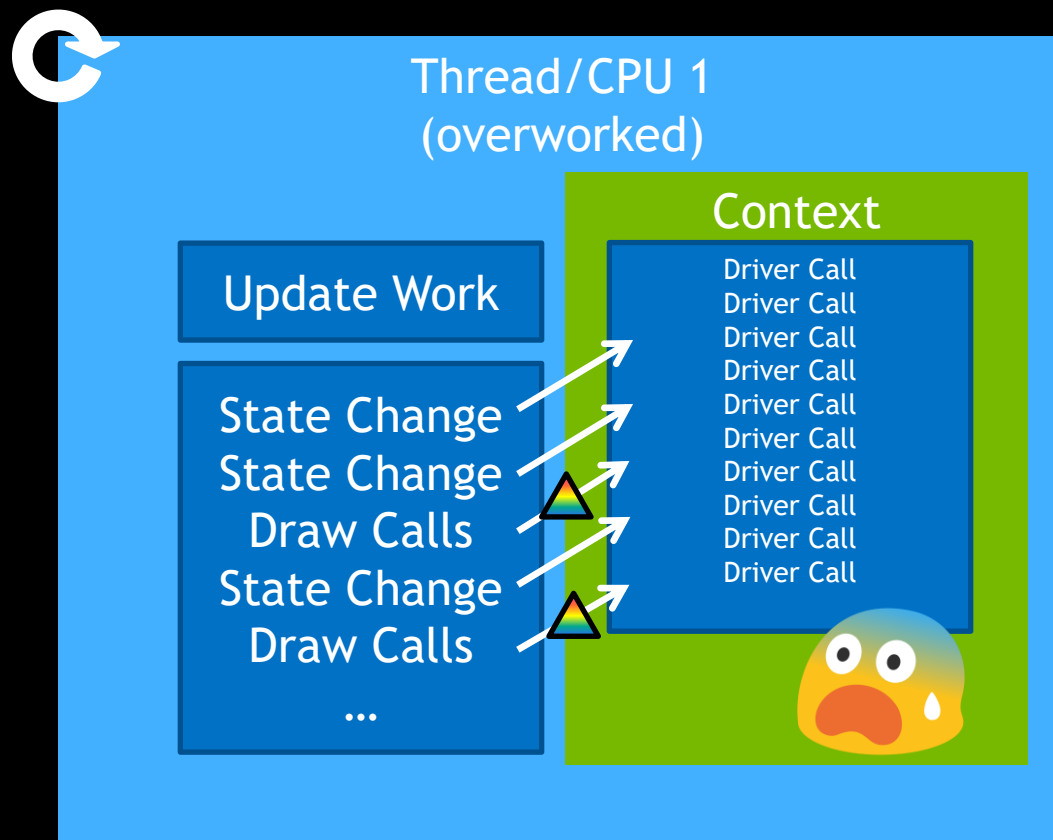 Thread/CPU 1
(overworked)
Context
Update Work
State Change
State Change
Draw Calls
State Change
Draw Calls
…
Driver Call
Driver Call
Driver Call
Driver Call
Driver Call
Driver Call
Driver Call
Driver Call
Driver Call
Driver Call